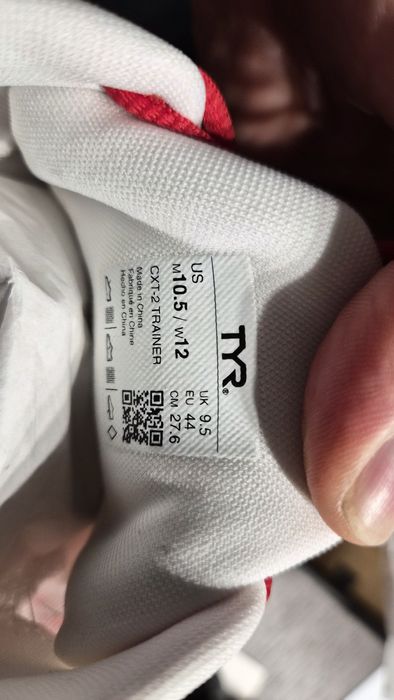 TYR®
US
M10.5 / W12
UK 9.5
EU 44
CM 27.6
CXT-2 TRAINER
Made in China
Fabriqué en Chine
Hecho en China